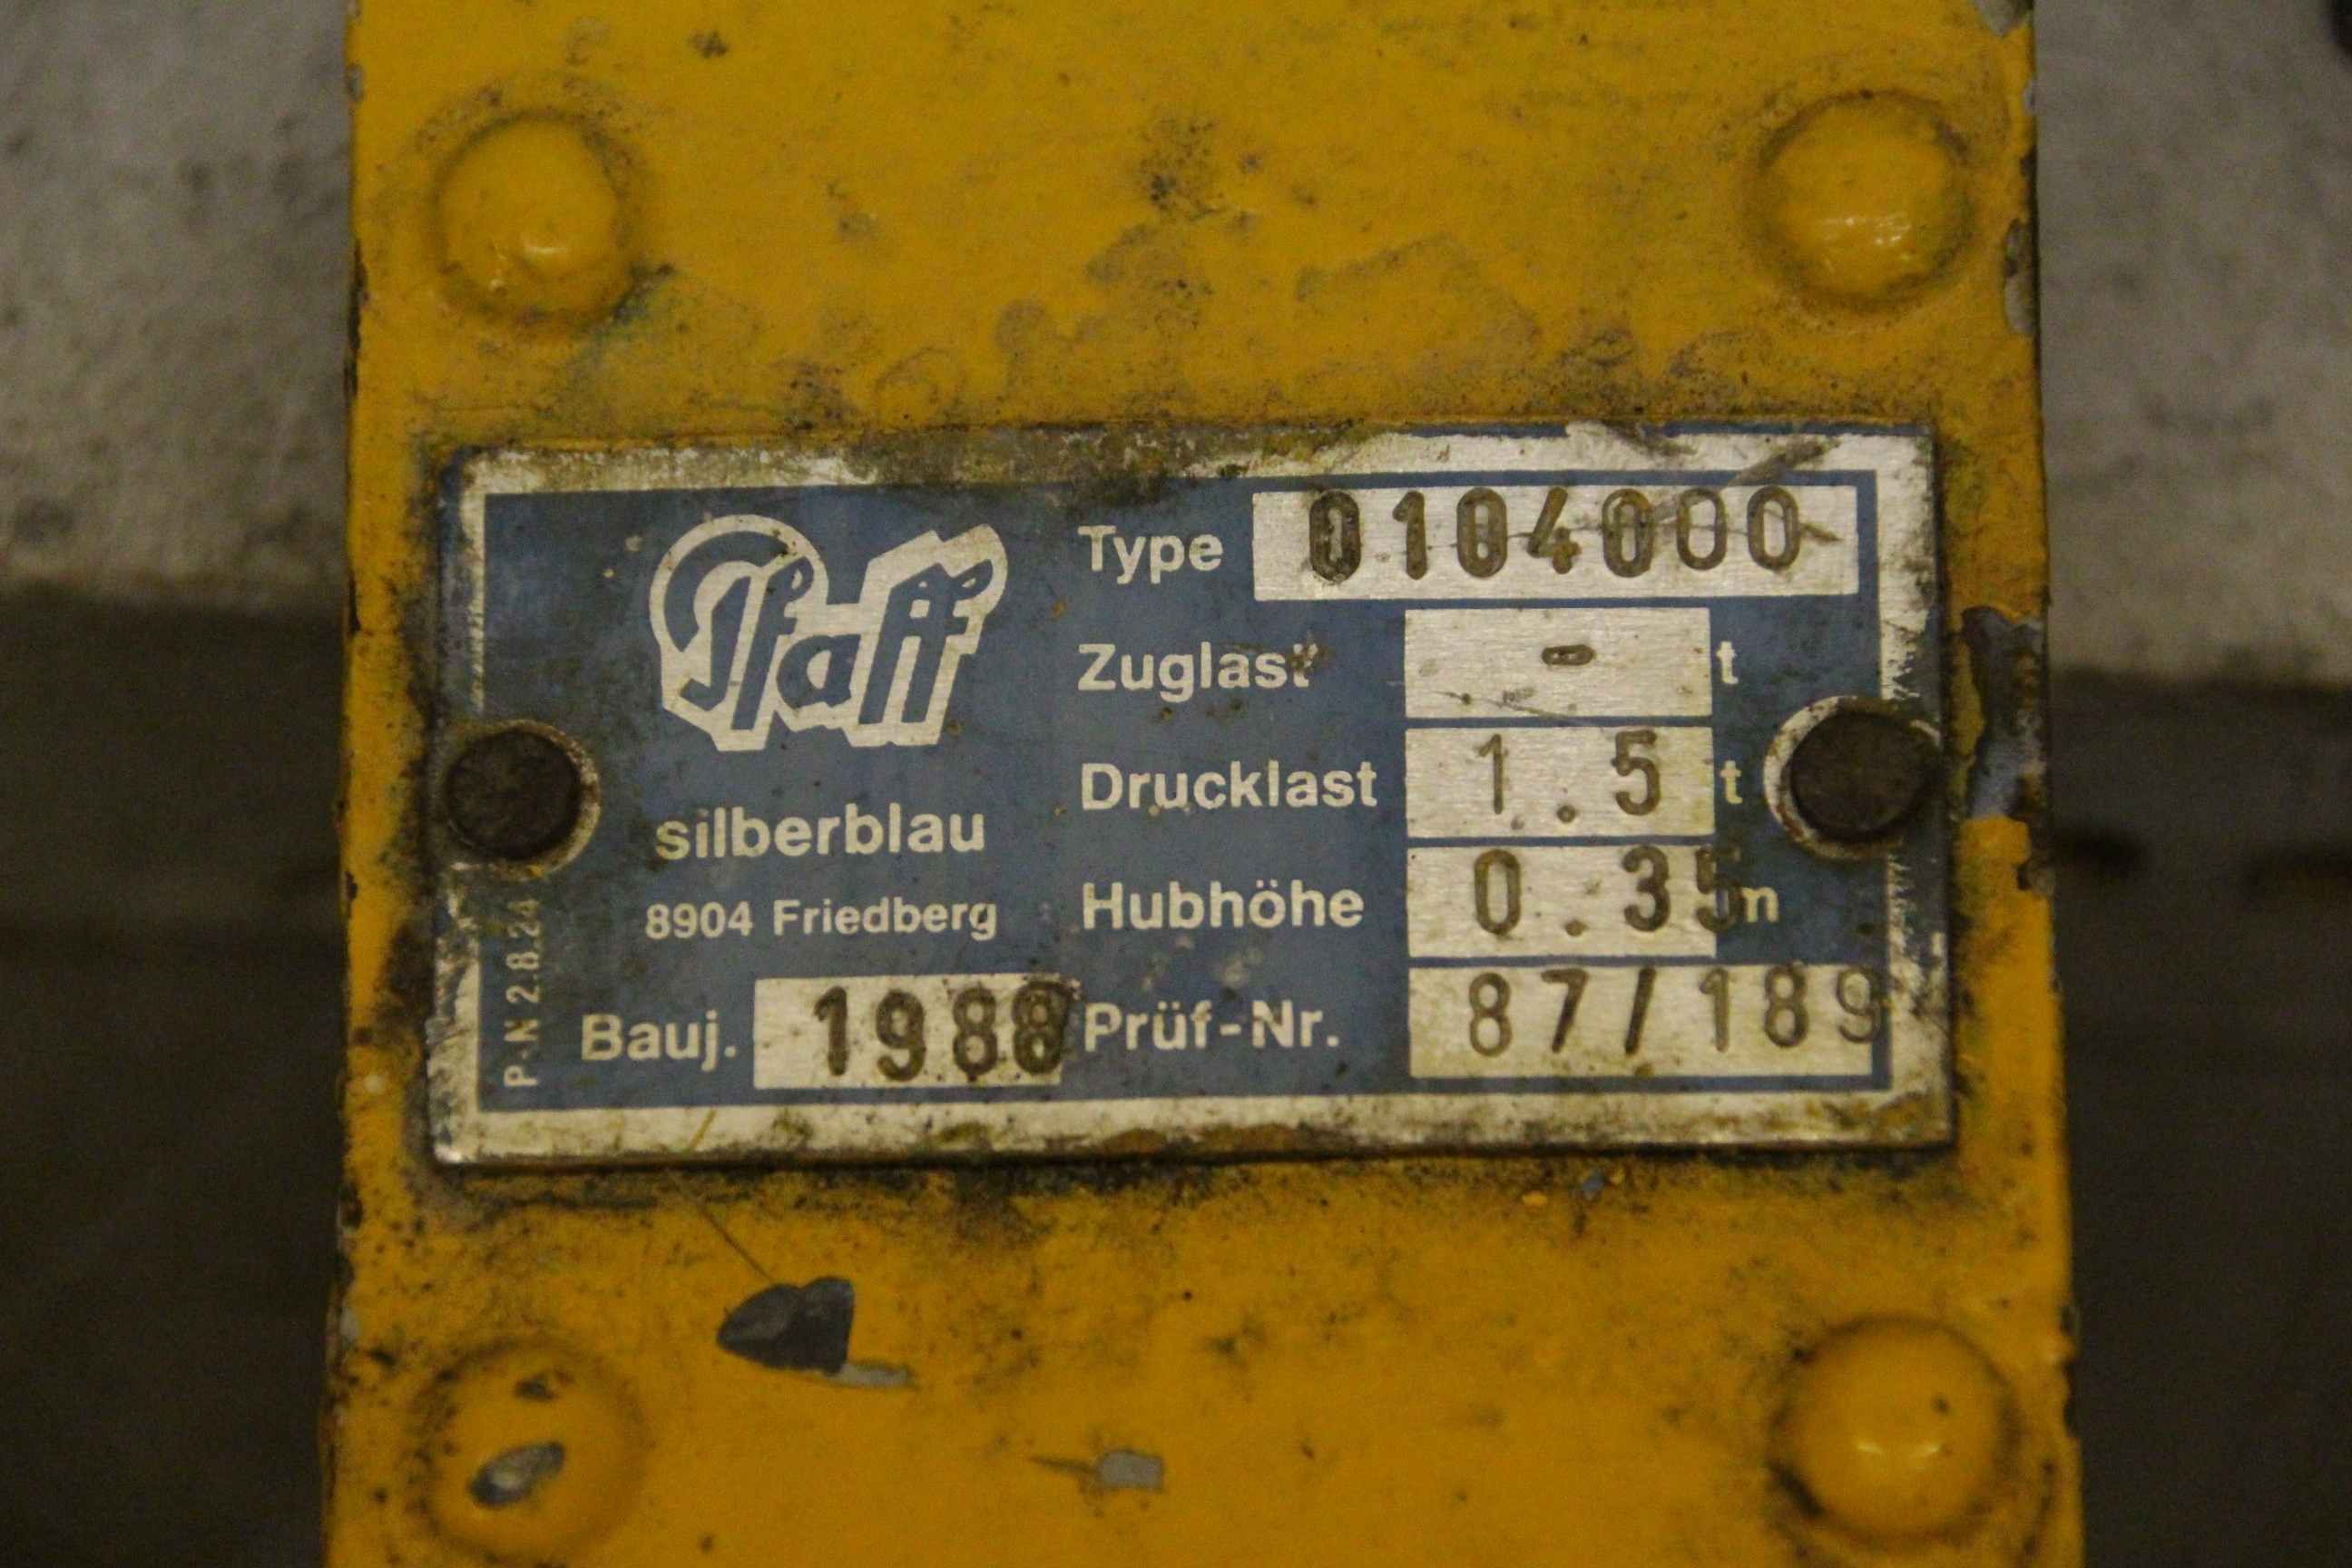 Pfaff
silberblau
8904 Friedberg
Type 0104000
Zuglast - t
Drucklast 1.5 t
Hubhöhe 0.35 m
Bauj. 1988 Prüf-Nr. 87/189
P-N 2.8.24